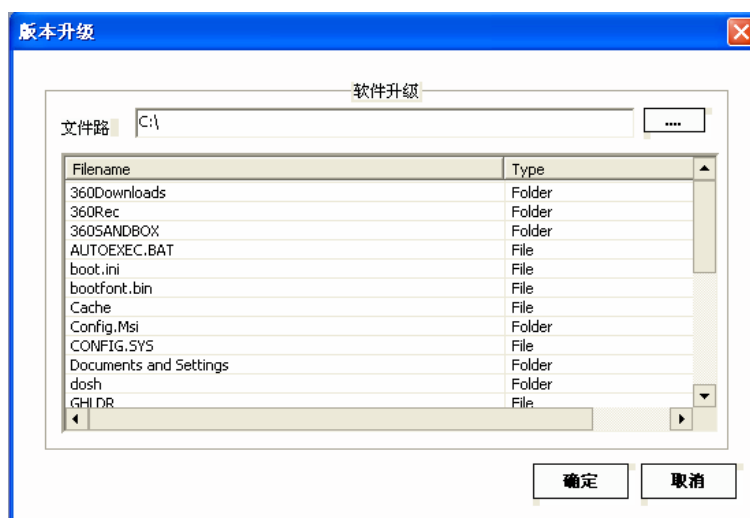 版本升级
软件升级
文件路
C:\
....
Filename Type
360Downloads Folder
360Rec Folder
360SANDBOX Folder
AUTOEXEC.BAT File
boot.ini File
bootfont.bin File
Cache File
Config.Msi Folder
CONFIG.SYS File
Documents and Settings Folder
dosh Folder
GHLDR File
确定 取消